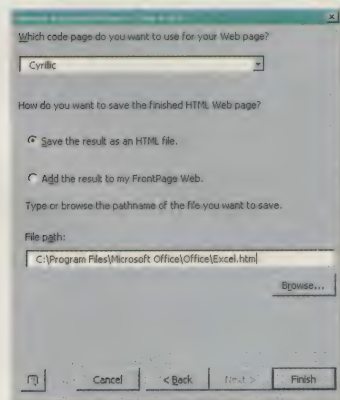 Which code page do you want to use for your Web page?
Cyrillic
How do you want to save the finished HTML Web page?
Save the result as an HTML file.
Add the result to my FrontPage Web.
Type or browse the pathname of the file you want to save.
File path:
C:\Program Files\Microsoft Office\Office\Excel.htm
Browse...
Cancel
< Back
Next >
Finish